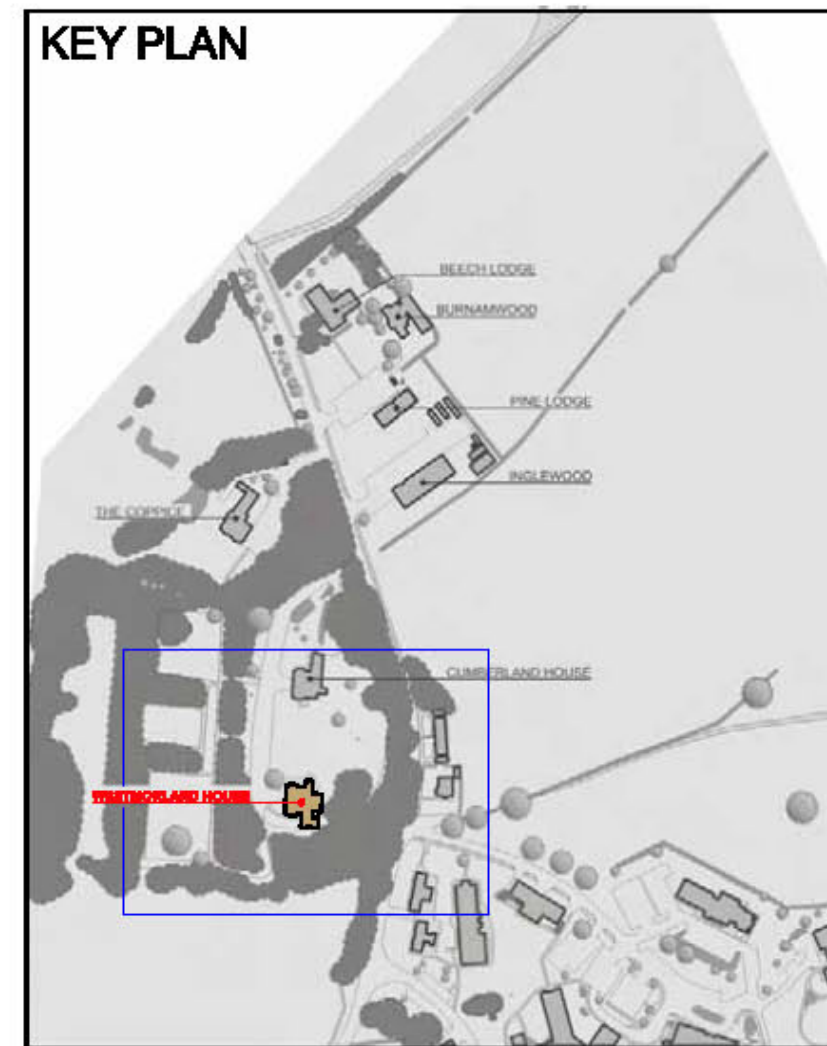 KEY PLAN
BEECH LODGE
BURNAMWOOD
PINE LODGE
INGLEWOOD
THE COPPICE
CUMBERLAND HOUSE
WESTMORLAND HOUSE